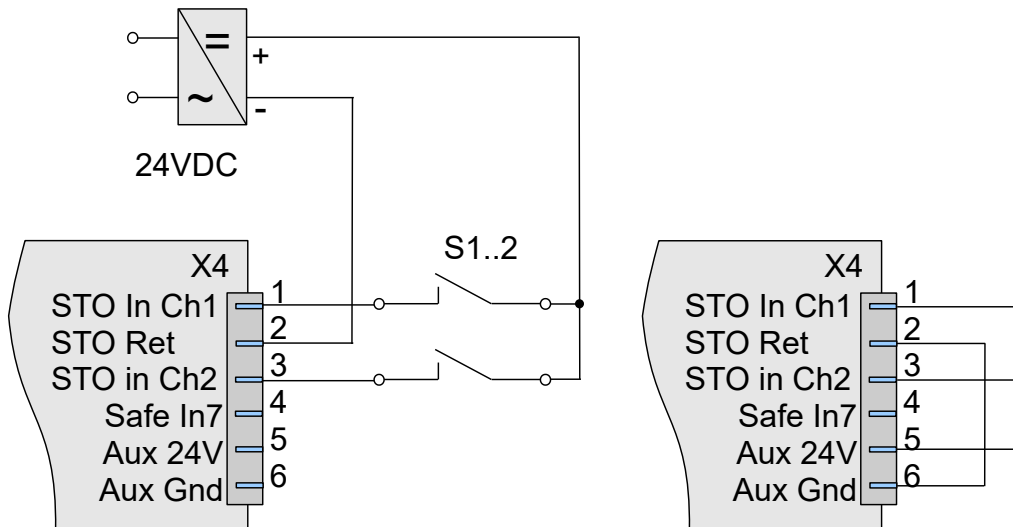 =
+
~
-
24VDC
S1..2
X4
STO In Ch1 1
STO Ret 2
STO in Ch2 3
Safe In7 4
Aux 24V 5
Aux Gnd 6
X4
STO In Ch1 1
STO Ret 2
STO in Ch2 3
Safe In7 4
Aux 24V 5
Aux Gnd 6